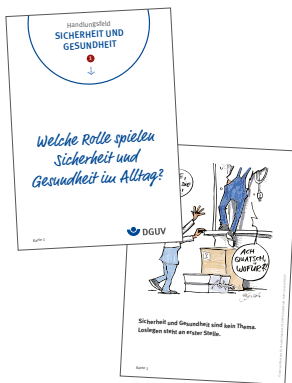 Handlungsfeld
SICHERHEIT UND
GESUNDHEIT
1
Welche Rolle spielen
Sicherheit und
Gesundheit im Alltag?
DGUV
Karte 1
ACH
QUATSCH,
WOFÜR?
Sicherheit und Gesundheit sind kein Thema.
Loslegen steht an erster Stelle.
Karte 1